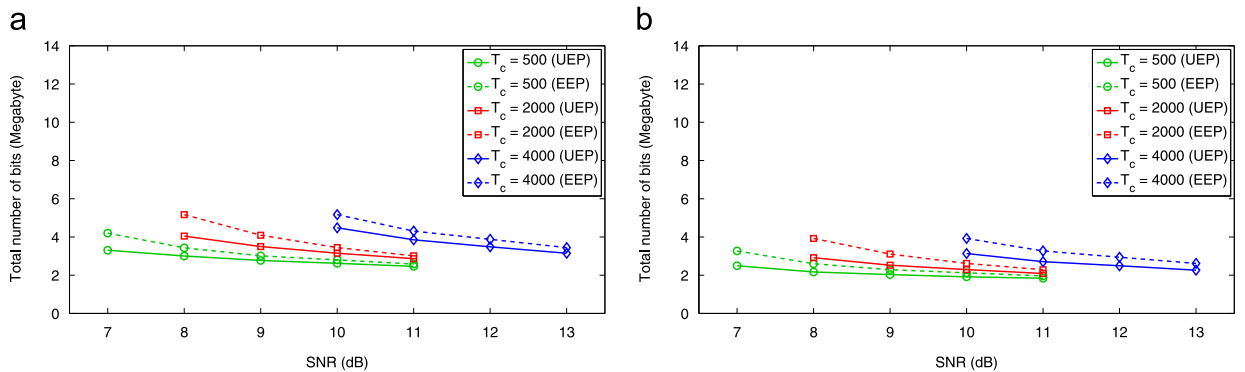 a
Total number of bits (Megabyte)
14
12
10
8
6
4
2
0
7 8 9 10 11 12 13
SNR (dB)
T_c = 500 (UEP)
T_c = 500 (EEP)
T_c = 2000 (UEP)
T_c = 2000 (EEP)
T_c = 4000 (UEP)
T_c = 4000 (EEP)
b
Total number of bits (Megabyte)
14
12
10
8
6
4
2
0
7 8 9 10 11 12 13
SNR (dB)
T_c = 500 (UEP)
T_c = 500 (EEP)
T_c = 2000 (UEP)
T_c = 2000 (EEP)
T_c = 4000 (UEP)
T_c = 4000 (EEP)